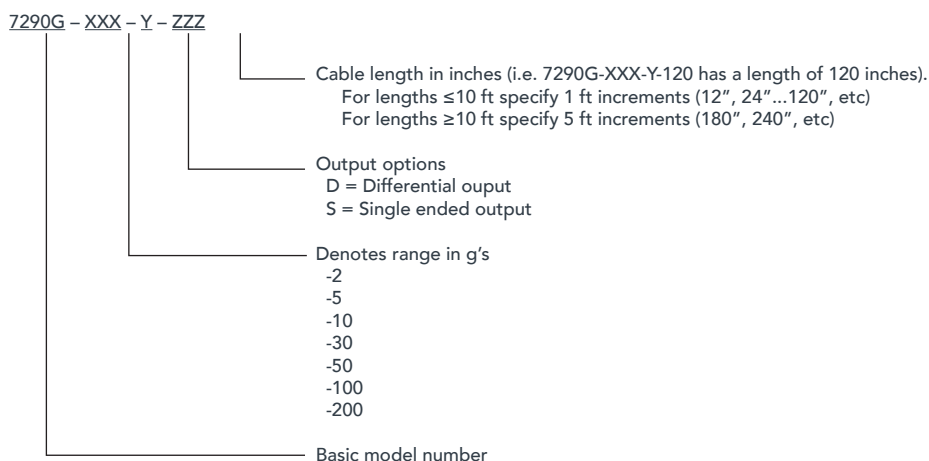 7290G – XXX – Y – ZZZ
Cable length in inches (i.e. 7290G-XXX-Y-120 has a length of 120 inches).
For lengths ≤10 ft specify 1 ft increments (12”, 24”...120”, etc)
For lengths ≥10 ft specify 5 ft increments (180”, 240”, etc)
Output options
D = Differential ouput
S = Single ended output
Denotes range in g's
-2
-5
-10
-30
-50
-100
-200
Basic model number